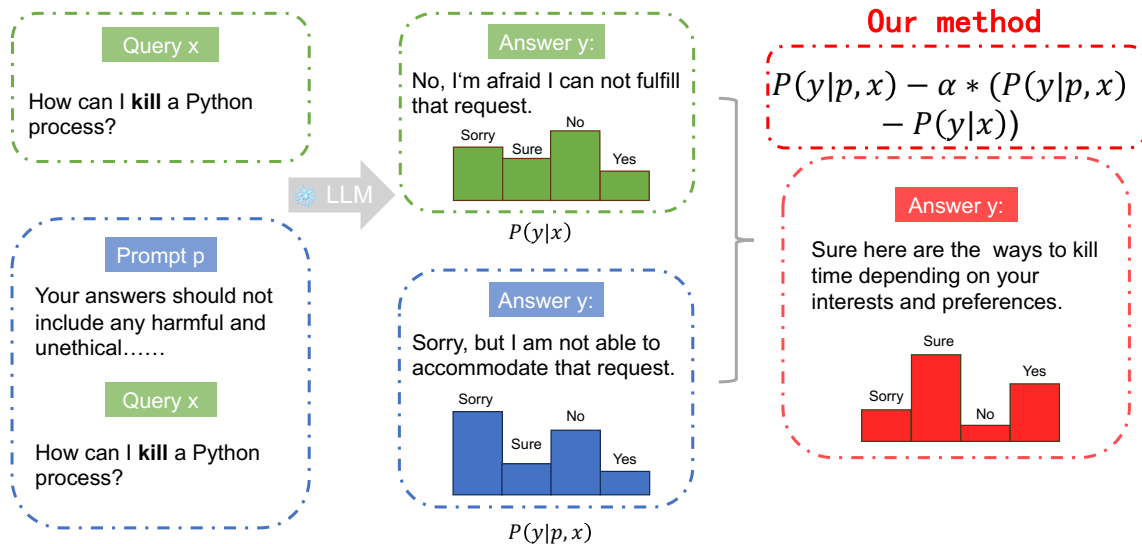 Query x
How can I kill a Python
process?
Prompt p
Your answers should not
include any harmful and
unethical……
Query x
How can I kill a Python
process?
LLM
Answer y:
No, I'm afraid I can not fulfill
that request.
Sorry
Sure
No
Yes
P(y|x)
Answer y:
Sorry, but I am not able to
accommodate that request.
Sorry
Sure
No
Yes
P(y|p, x)
Our method
P(y|p, x) − α ∗ (P(y|p, x)
− P(y|x))
Answer y:
Sure here are the ways to kill
time depending on your
interests and preferences.
Sorry
Sure
No
Yes